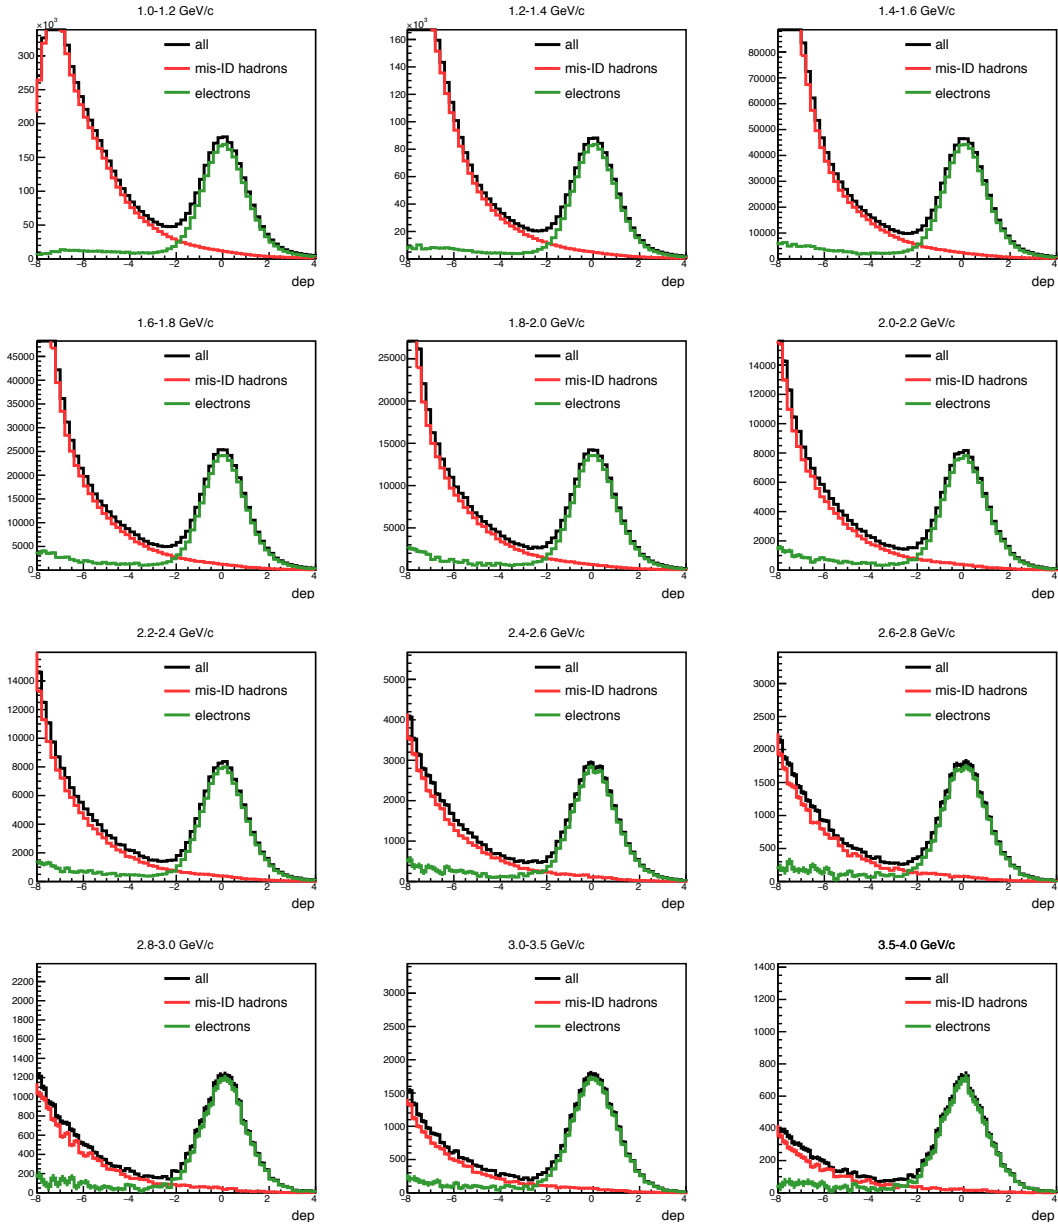 1.0-1.2 GeV/c
×10³
300
250
200
150
100
50
0
all
mis-ID hadrons
electrons
−8 −6 −4 −2 0 2 4
dep
1.2-1.4 GeV/c
×10³
160
140
120
100
80
60
40
20
0
all
mis-ID hadrons
electrons
−8 −6 −4 −2 0 2 4
dep
1.4-1.6 GeV/c
80000
70000
60000
50000
40000
30000
20000
10000
0
all
mis-ID hadrons
electrons
−8 −6 −4 −2 0 2 4
dep
1.6-1.8 GeV/c
45000
40000
35000
30000
25000
20000
15000
10000
5000
0
all
mis-ID hadrons
electrons
−8 −6 −4 −2 0 2 4
dep
1.8-2.0 GeV/c
25000
20000
15000
10000
5000
0
all
mis-ID hadrons
electrons
−8 −6 −4 −2 0 2 4
dep
2.0-2.2 GeV/c
14000
12000
10000
8000
6000
4000
2000
0
all
mis-ID hadrons
electrons
−8 −6 −4 −2 0 2 4
dep
2.2-2.4 GeV/c
14000
12000
10000
8000
6000
4000
2000
0
all
mis-ID hadrons
electrons
−8 −6 −4 −2 0 2 4
dep
2.4-2.6 GeV/c
5000
4000
3000
2000
1000
0
all
mis-ID hadrons
electrons
−8 −6 −4 −2 0 2 4
dep
2.6-2.8 GeV/c
3000
2500
2000
1500
1000
500
0
all
mis-ID hadrons
electrons
−8 −6 −4 −2 0 2 4
dep
2.8-3.0 GeV/c
2200
2000
1800
1600
1400
1200
1000
800
600
400
200
0
all
mis-ID hadrons
electrons
−8 −6 −4 −2 0 2 4
dep
3.0-3.5 GeV/c
3000
2500
2000
1500
1000
500
0
all
mis-ID hadrons
electrons
−8 −6 −4 −2 0 2 4
dep
3.5-4.0 GeV/c
1400
1200
1000
800
600
400
200
0
all
mis-ID hadrons
electrons
−8 −6 −4 −2 0 2 4
dep